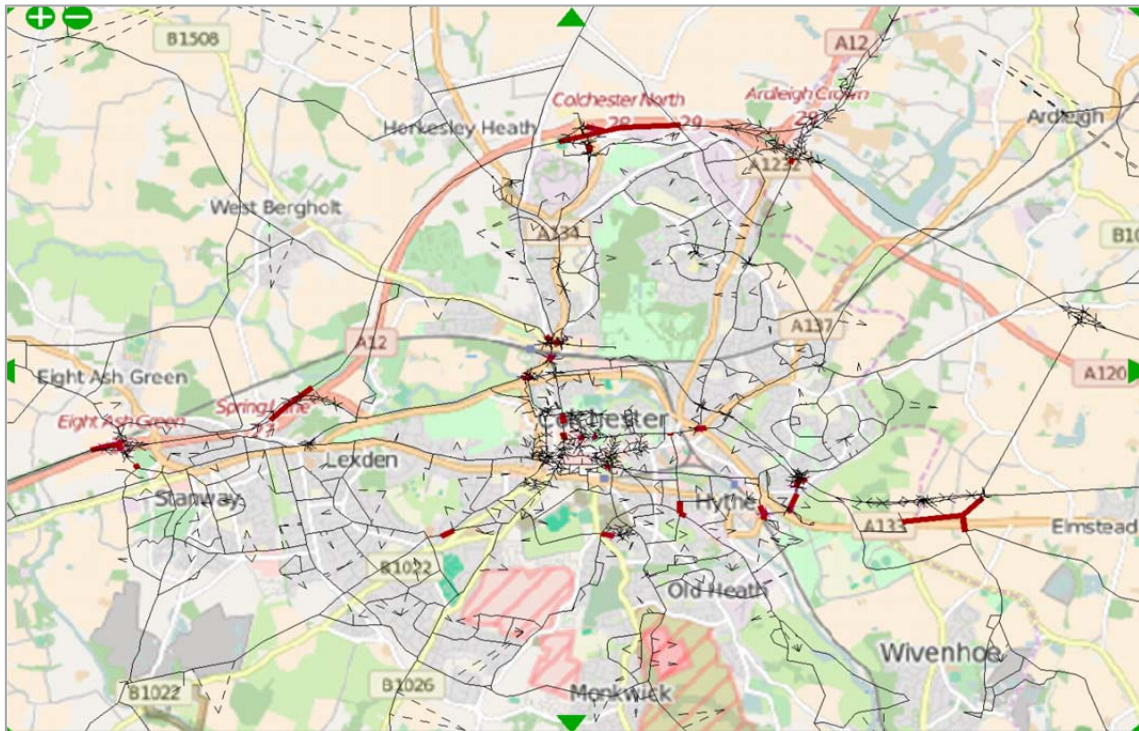 B1508
A12
Colchester North
Ardleigh Crown
28
29
29
Horkesley Heath
Ardleigh
A1232
West Bergholt
A134
A12
A137
A120
Eight Ash Green
Spring Lane
Eight Ash Green
27
Colchester
Lexden
Stanway
Hythe
A133
Elmstead
B1022
Old Heath
Wivenhoe
B1022
B1026
Monkwick